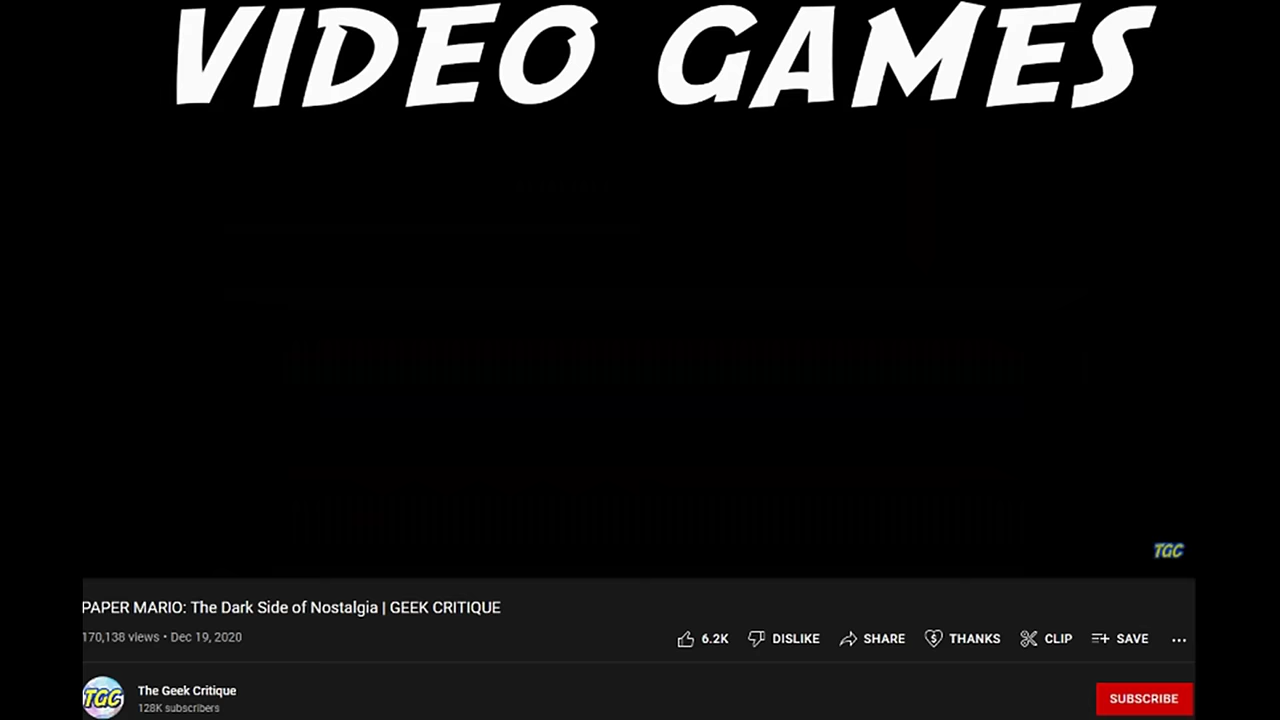 VIDEO GAMES
TGC
PAPER MARIO: The Dark Side of Nostalgia | GEEK CRITIQUE
170,138 views • Dec 19, 2020
6.2K DISLIKE SHARE THANKS CLIP SAVE ...
TGC
The Geek Critique
128K subscribers
SUBSCRIBE